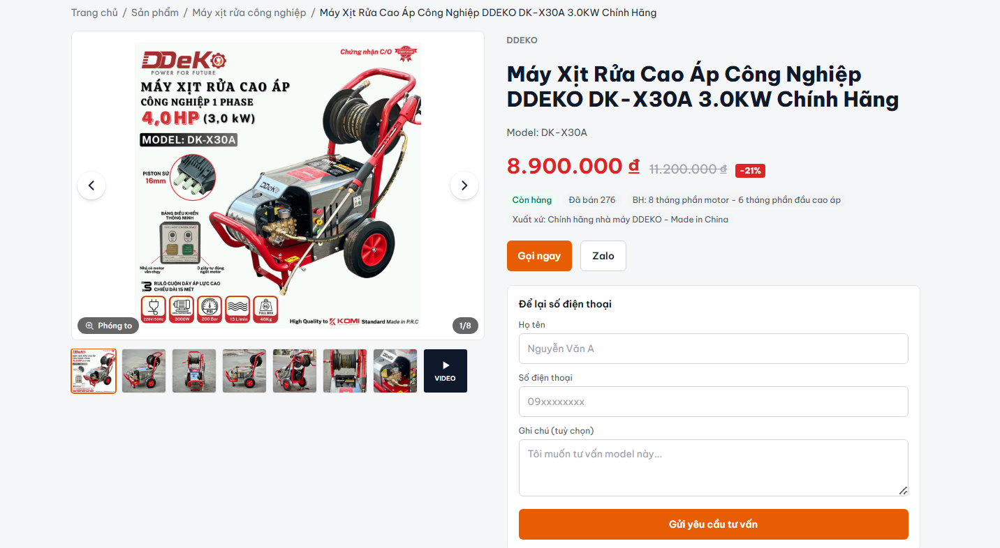 Trang chủ / Sản phẩm / Máy xịt rửa công nghiệp / Máy Xịt Rửa Cao Áp Công Nghiệp DDEKO DK-X30A 3.0KW Chính Hãng
DDeKo
POWER FOR FUTURE
Chứng nhận C/O
MÁY XỊT RỬA CAO ÁP
CÔNG NGHIỆP 1 PHASE
4,0 HP (3,0 kW)
MODEL: DK-X30A
PISTON SỨ
16mm
BẢNG ĐIỀU KHIỂN
THÔNG MINH
Nhả cò motor
vẫn chạy
3 giây tự động
ngắt motor
RULÔ CUỘN DÂY ÁP LỰC CAO
CHIỀU DÀI 15 MÉT
220V/50Hz
3000W
PSI
200 Bar
13 L/min
KG
FULL BOX
46Kg
High Quality to KOMI Standard Made in P.R.C
DDeKo
Phóng to
1/8
VIDEO
DDEKO
Máy Xịt Rửa Cao Áp Công Nghiệp
DDEKO DK-X30A 3.0KW Chính Hãng
Model: DK-X30A
8.900.000 ₫ 11.200.000 ₫ -21%
Còn hàng Đã bán 276 BH: 8 tháng phần motor - 6 tháng phần đầu cao áp
Xuất xứ: Chính hãng nhà máy DDEKO - Made in China
Gọi ngay Zalo
Để lại số điện thoại
Họ tên
Nguyễn Văn A
Số điện thoại
09xxxxxxxx
Ghi chú (tuỳ chọn)
Tôi muốn tư vấn model này...
Gửi yêu cầu tư vấn